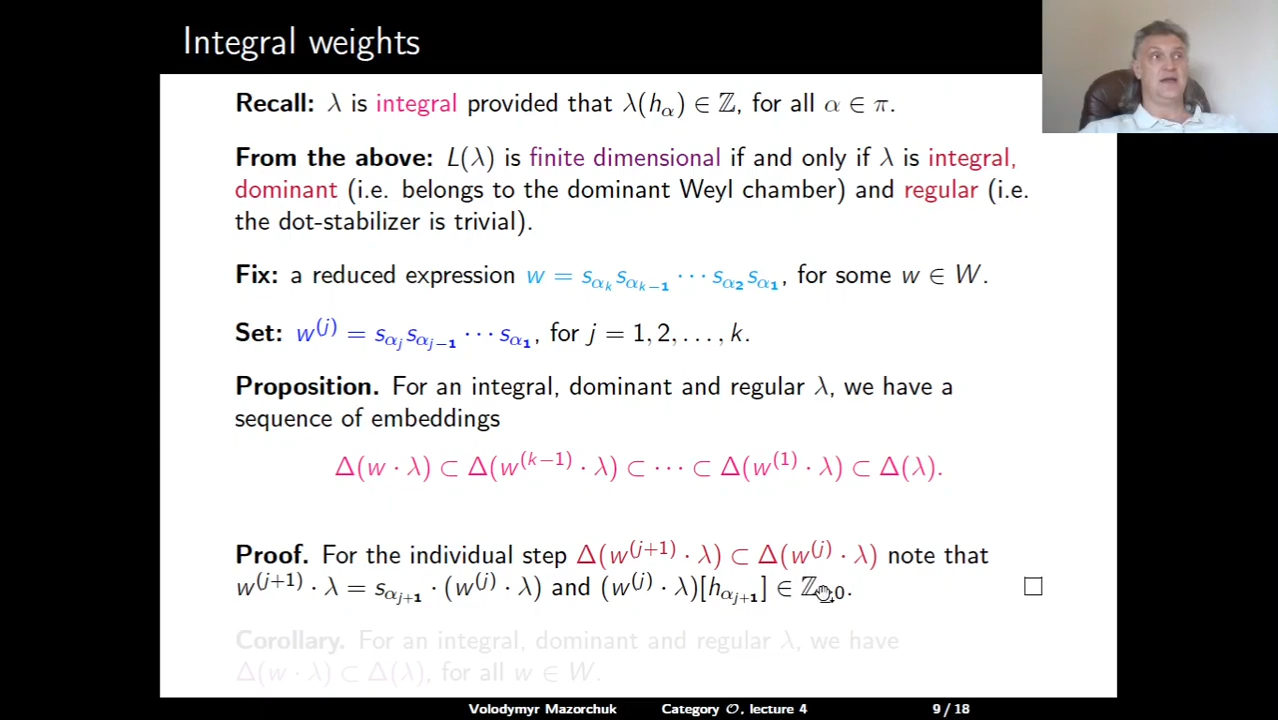 Integral weights
Recall: λ is integral provided that λ(h_α) ∈ ℤ, for all α ∈ π.
From the above: L(λ) is finite dimensional if and only if λ is integral,
dominant (i.e. belongs to the dominant Weyl chamber) and regular (i.e.
the dot-stabilizer is trivial).
Fix: a reduced expression w = s_{α_k} s_{α_{k−1}} ⋯ s_{α_2} s_{α_1}, for some w ∈ W.
Set: w^{(j)} = s_{α_j} s_{α_{j−1}} ⋯ s_{α_1}, for j = 1, 2, . . . , k.
Proposition. For an integral, dominant and regular λ, we have a
sequence of embeddings
Δ(w · λ) ⊂ Δ(w^{(k−1)} · λ) ⊂ ⋯ ⊂ Δ(w^{(1)} · λ) ⊂ Δ(λ).
Proof. For the individual step Δ(w^{(j+1)} · λ) ⊂ Δ(w^{(j)} · λ) note that
w^{(j+1)} · λ = s_{α_{j+1}} · (w^{(j)} · λ) and (w^{(j)} · λ)[h_{α_{j+1}}] ∈ ℤ 0. □
Corollary. For an integral, dominant and regular λ, we have
Δ(w · λ) ⊂ Δ(λ), for all w ∈ W.
Volodymyr Mazorchuk Category 𝒪, lecture 4 9 / 18